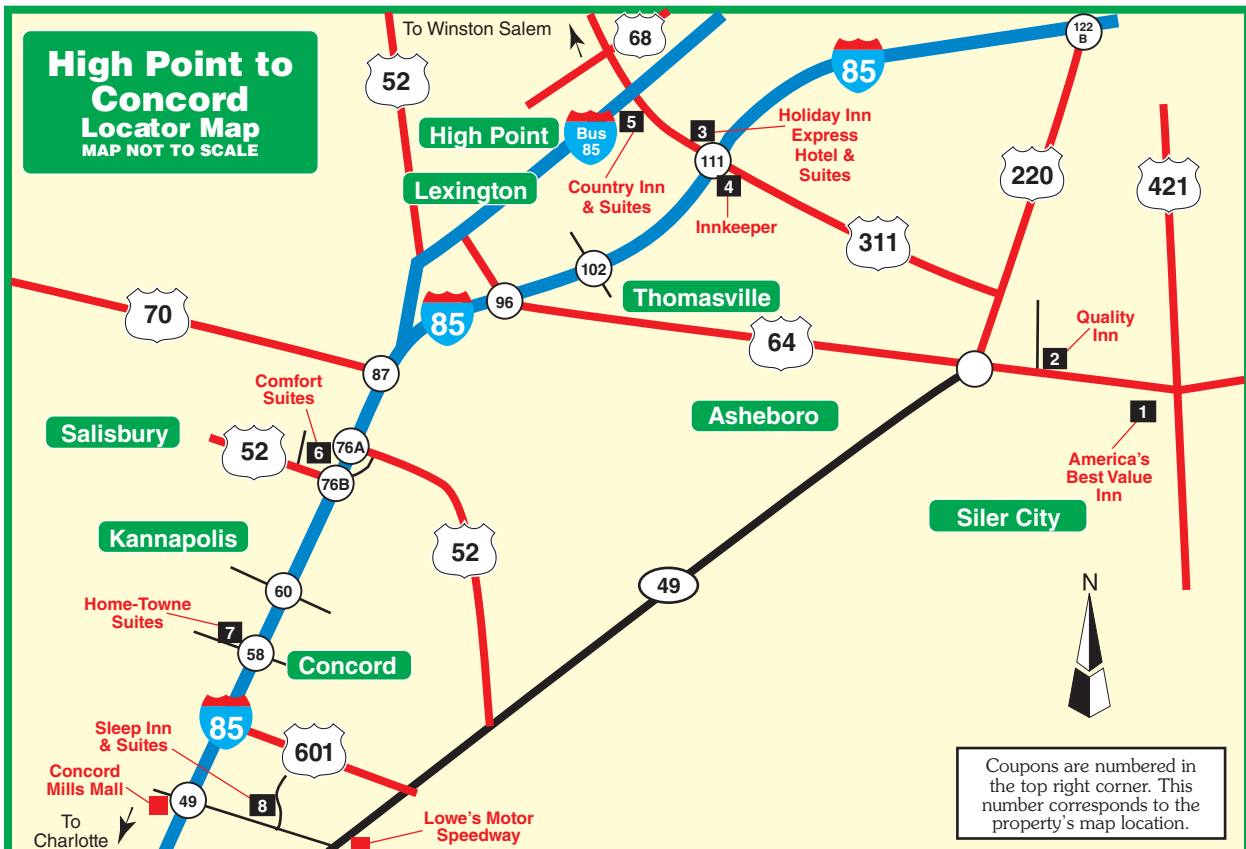 High Point to
Concord
Locator Map
MAP NOT TO SCALE
To Winston Salem
52
68
122
B
85
High Point
Bus
85
5
3
Holiday Inn
Express
Hotel &
Suites
111
4
Innkeeper
Country Inn
& Suites
Lexington
220
421
311
102
Thomasville
96
85
70
64
Quality
Inn
2
87
Comfort
Suites
Asheboro
1
America's
Best Value
Inn
Salisbury
52
6
76A
76B
Siler City
Kannapolis
52
49
60
N
Home-Towne
Suites
7
58
Concord
85
Sleep Inn
& Suites
601
Concord
Mills Mall
49
8
To
Charlotte
Lowe's Motor
Speedway
Coupons are numbered in
the top right corner. This
number corresponds to the
property's map location.